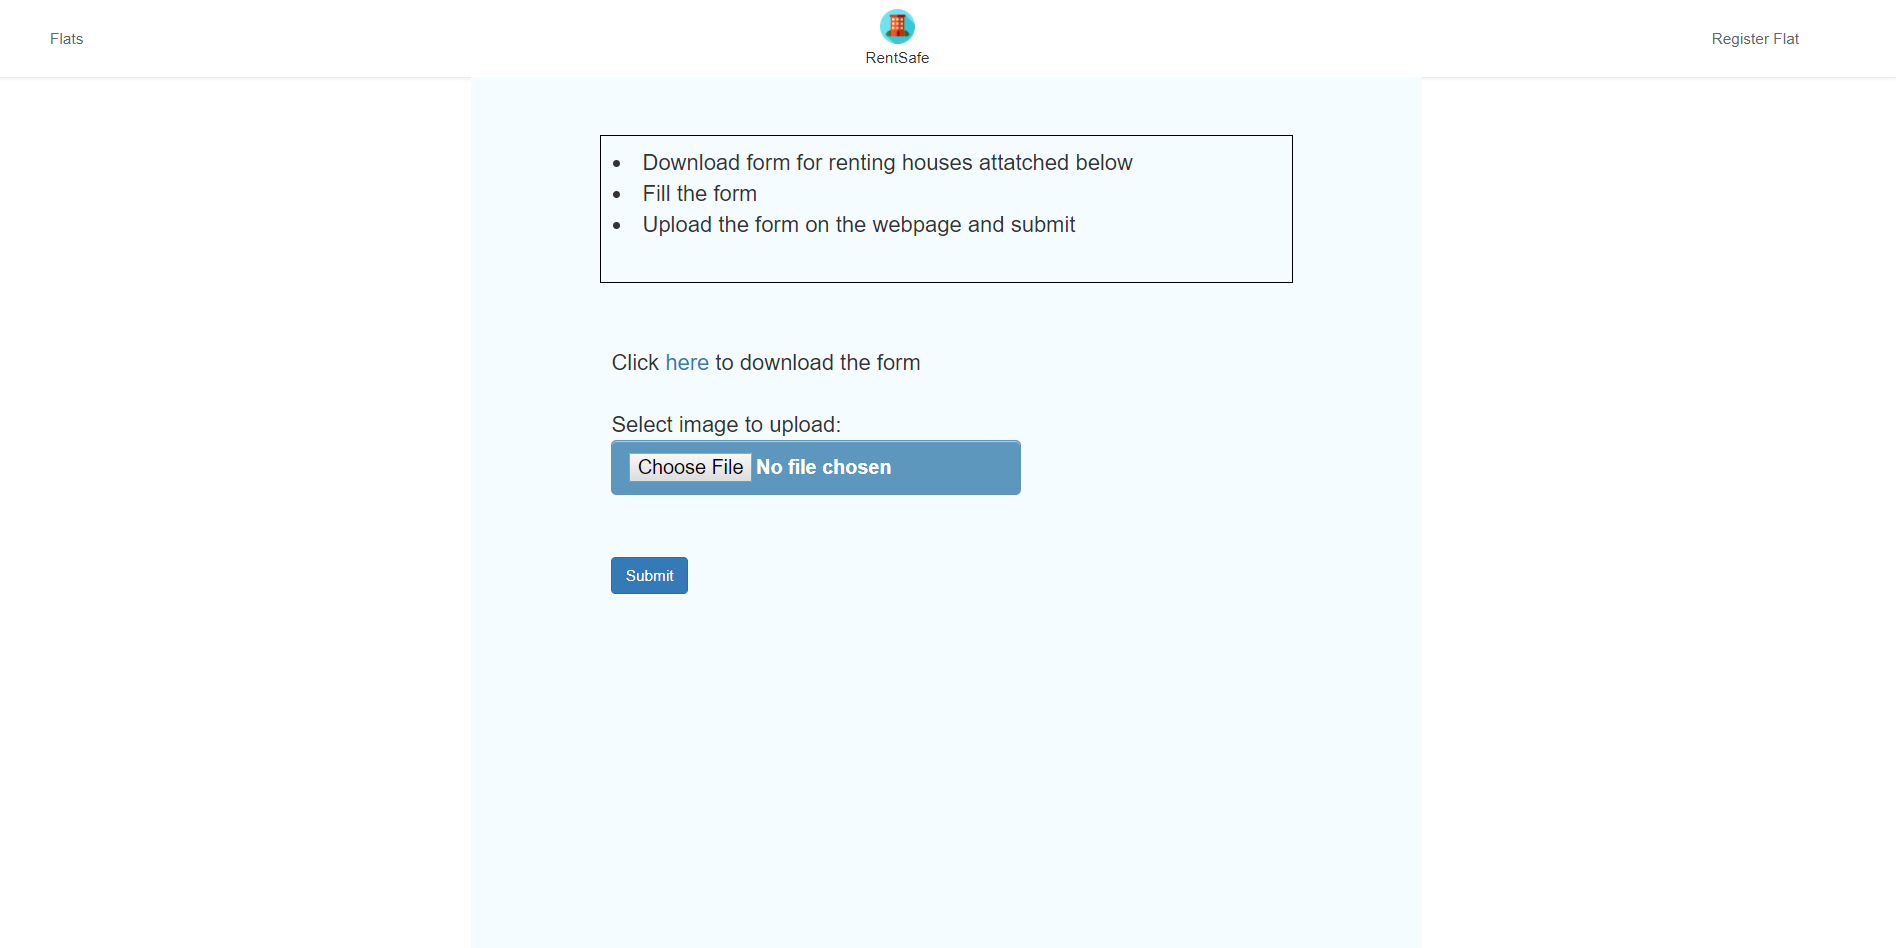 Flats
RentSafe
Register Flat
Download form for renting houses attatched below
Fill the form
Upload the form on the webpage and submit
Click here to download the form
Select image to upload:
Choose File No file chosen
Submit